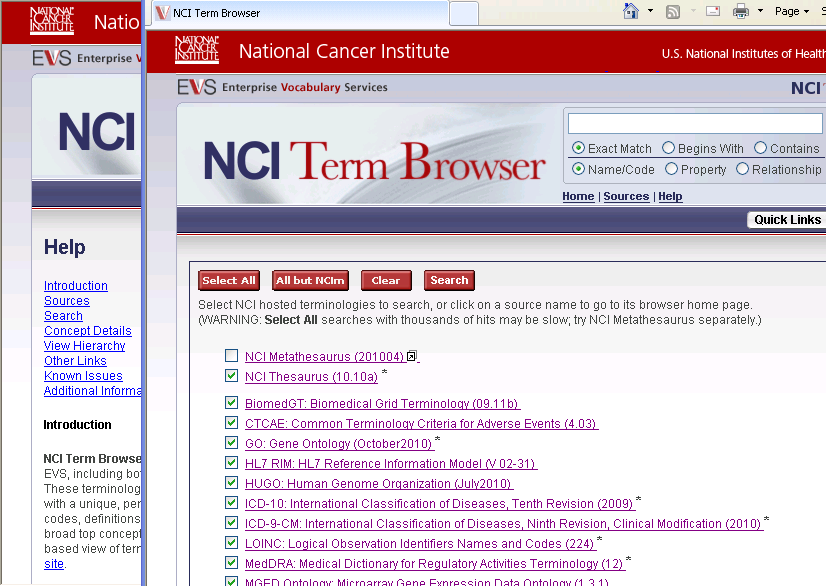 NATIONAL CANCER INSTITUTE
Natio
EVS Enterprise V
NCI
Help
Introduction
Sources
Search
Concept Details
View Hierarchy
Other Links
Known Issues
Additional Informa
Introduction
NCI Term Browse
EVS, including bo
These terminolog
with a unique, per
codes, definitions
broad top concept
based view of terr
site.
NCI Term Browser
Page
NATIONAL CANCER INSTITUTE
National Cancer Institute
U.S. National Institutes of Health
EVS Enterprise Vocabulary Services
NCI
NCI Term Browser
Exact Match Begins With Contains
Name/Code Property Relationship
Home | Sources | Help
Quick Links
Select All All but NCIm Clear Search
Select NCI hosted terminologies to search, or click on a source name to go to its browser home page.
(WARNING: Select All searches with thousands of hits may be slow; try NCI Metathesaurus separately.)
NCI Metathesaurus (201004)
NCI Thesaurus (10.10a) *
BiomedGT: Biomedical Grid Terminology (09.11b)
CTCAE: Common Terminology Criteria for Adverse Events (4.03)
GO: Gene Ontology (October2010) *
HL7 RIM: HL7 Reference Information Model (V 02-31)
HUGO: Human Genome Organization (July2010)
ICD-10: International Classification of Diseases, Tenth Revision (2009) *
ICD-9-CM: International Classification of Diseases, Ninth Revision, Clinical Modification (2010) *
LOINC: Logical Observation Identifiers Names and Codes (224) *
MedDRA: Medical Dictionary for Regulatory Activities Terminology (12) *
MGED Ontology: Microarray Gene Expression Data Ontology (1.3.1)